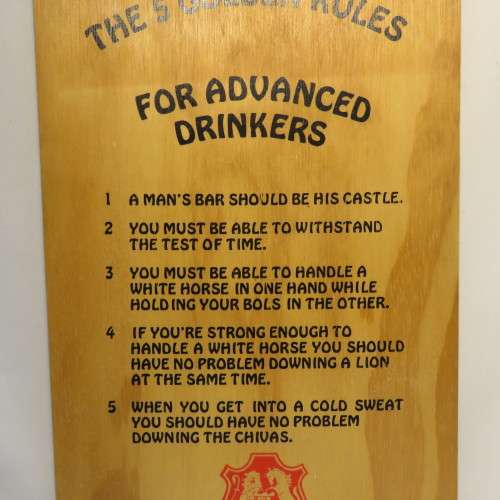 THE 5 GOLDEN RULES
FOR ADVANCED
DRINKERS
1 A MAN'S BAR SHOULD BE HIS CASTLE.
2 YOU MUST BE ABLE TO WITHSTAND
THE TEST OF TIME.
3 YOU MUST BE ABLE TO HANDLE A
WHITE HORSE IN ONE HAND WHILE
HOLDING YOUR BOLS IN THE OTHER.
4 IF YOU'RE STRONG ENOUGH TO
HANDLE A WHITE HORSE YOU SHOULD
HAVE NO PROBLEM DOWNING A LION
AT THE SAME TIME.
5 WHEN YOU GET INTO A COLD SWEAT
YOU SHOULD HAVE NO PROBLEM
DOWNING THE CHIVAS.